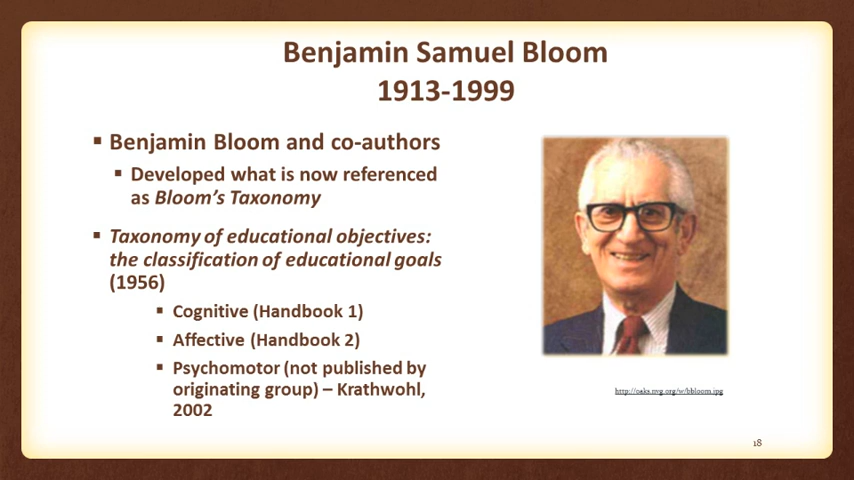 Benjamin Samuel Bloom
1913-1999
▪ Benjamin Bloom and co-authors
▪ Developed what is now referenced
as Bloom’s Taxonomy
▪ Taxonomy of educational objectives:
the classification of educational goals
(1956)
▪ Cognitive (Handbook 1)
▪ Affective (Handbook 2)
▪ Psychomotor (not published by
originating group) – Krathwohl,
2002
http://oaks.nvg.org/w/bbloom.jpg
18